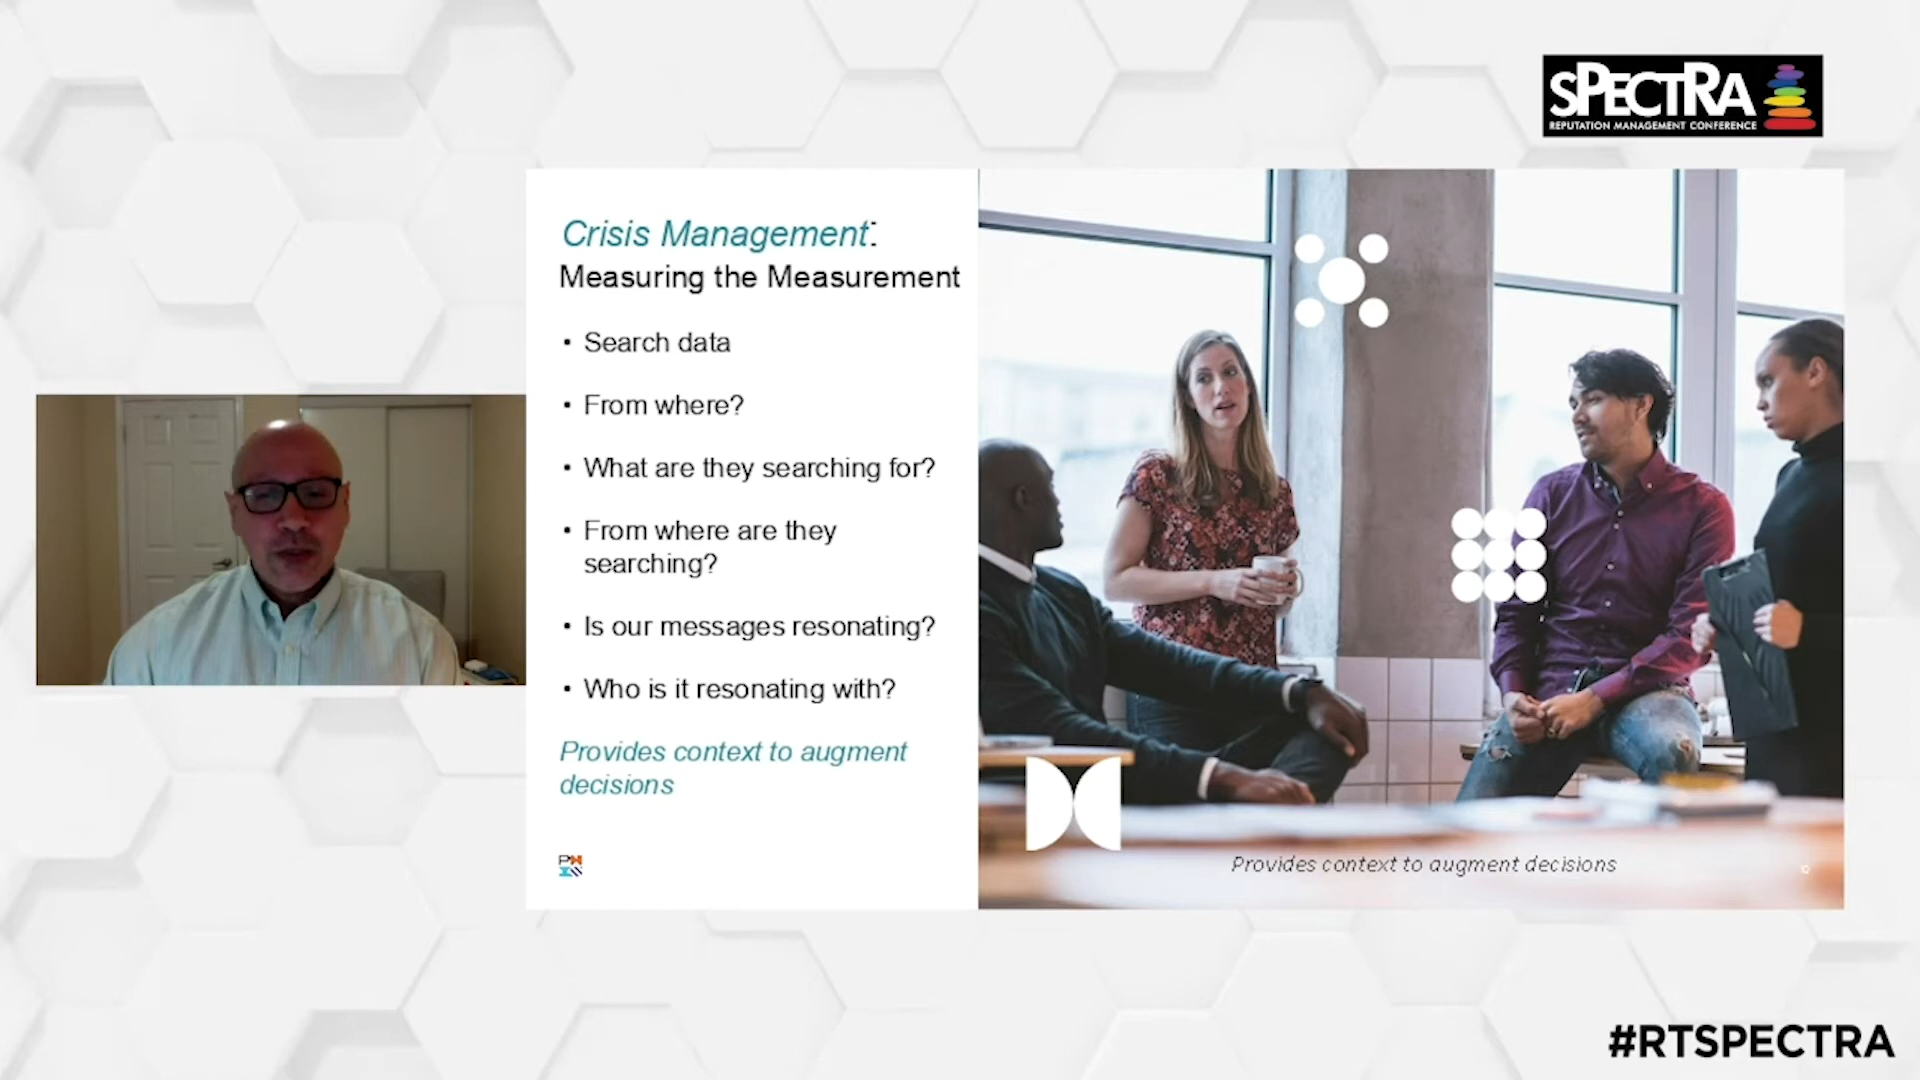 SPECTRA
REPUTATION MANAGEMENT CONFERENCE
Crisis Management:
Measuring the Measurement
• Search data
• From where?
• What are they searching for?
• From where are they
searching?
• Is our messages resonating?
• Who is it resonating with?
Provides context to augment
decisions
Provides context to augment decisions
#RTSPECTRA